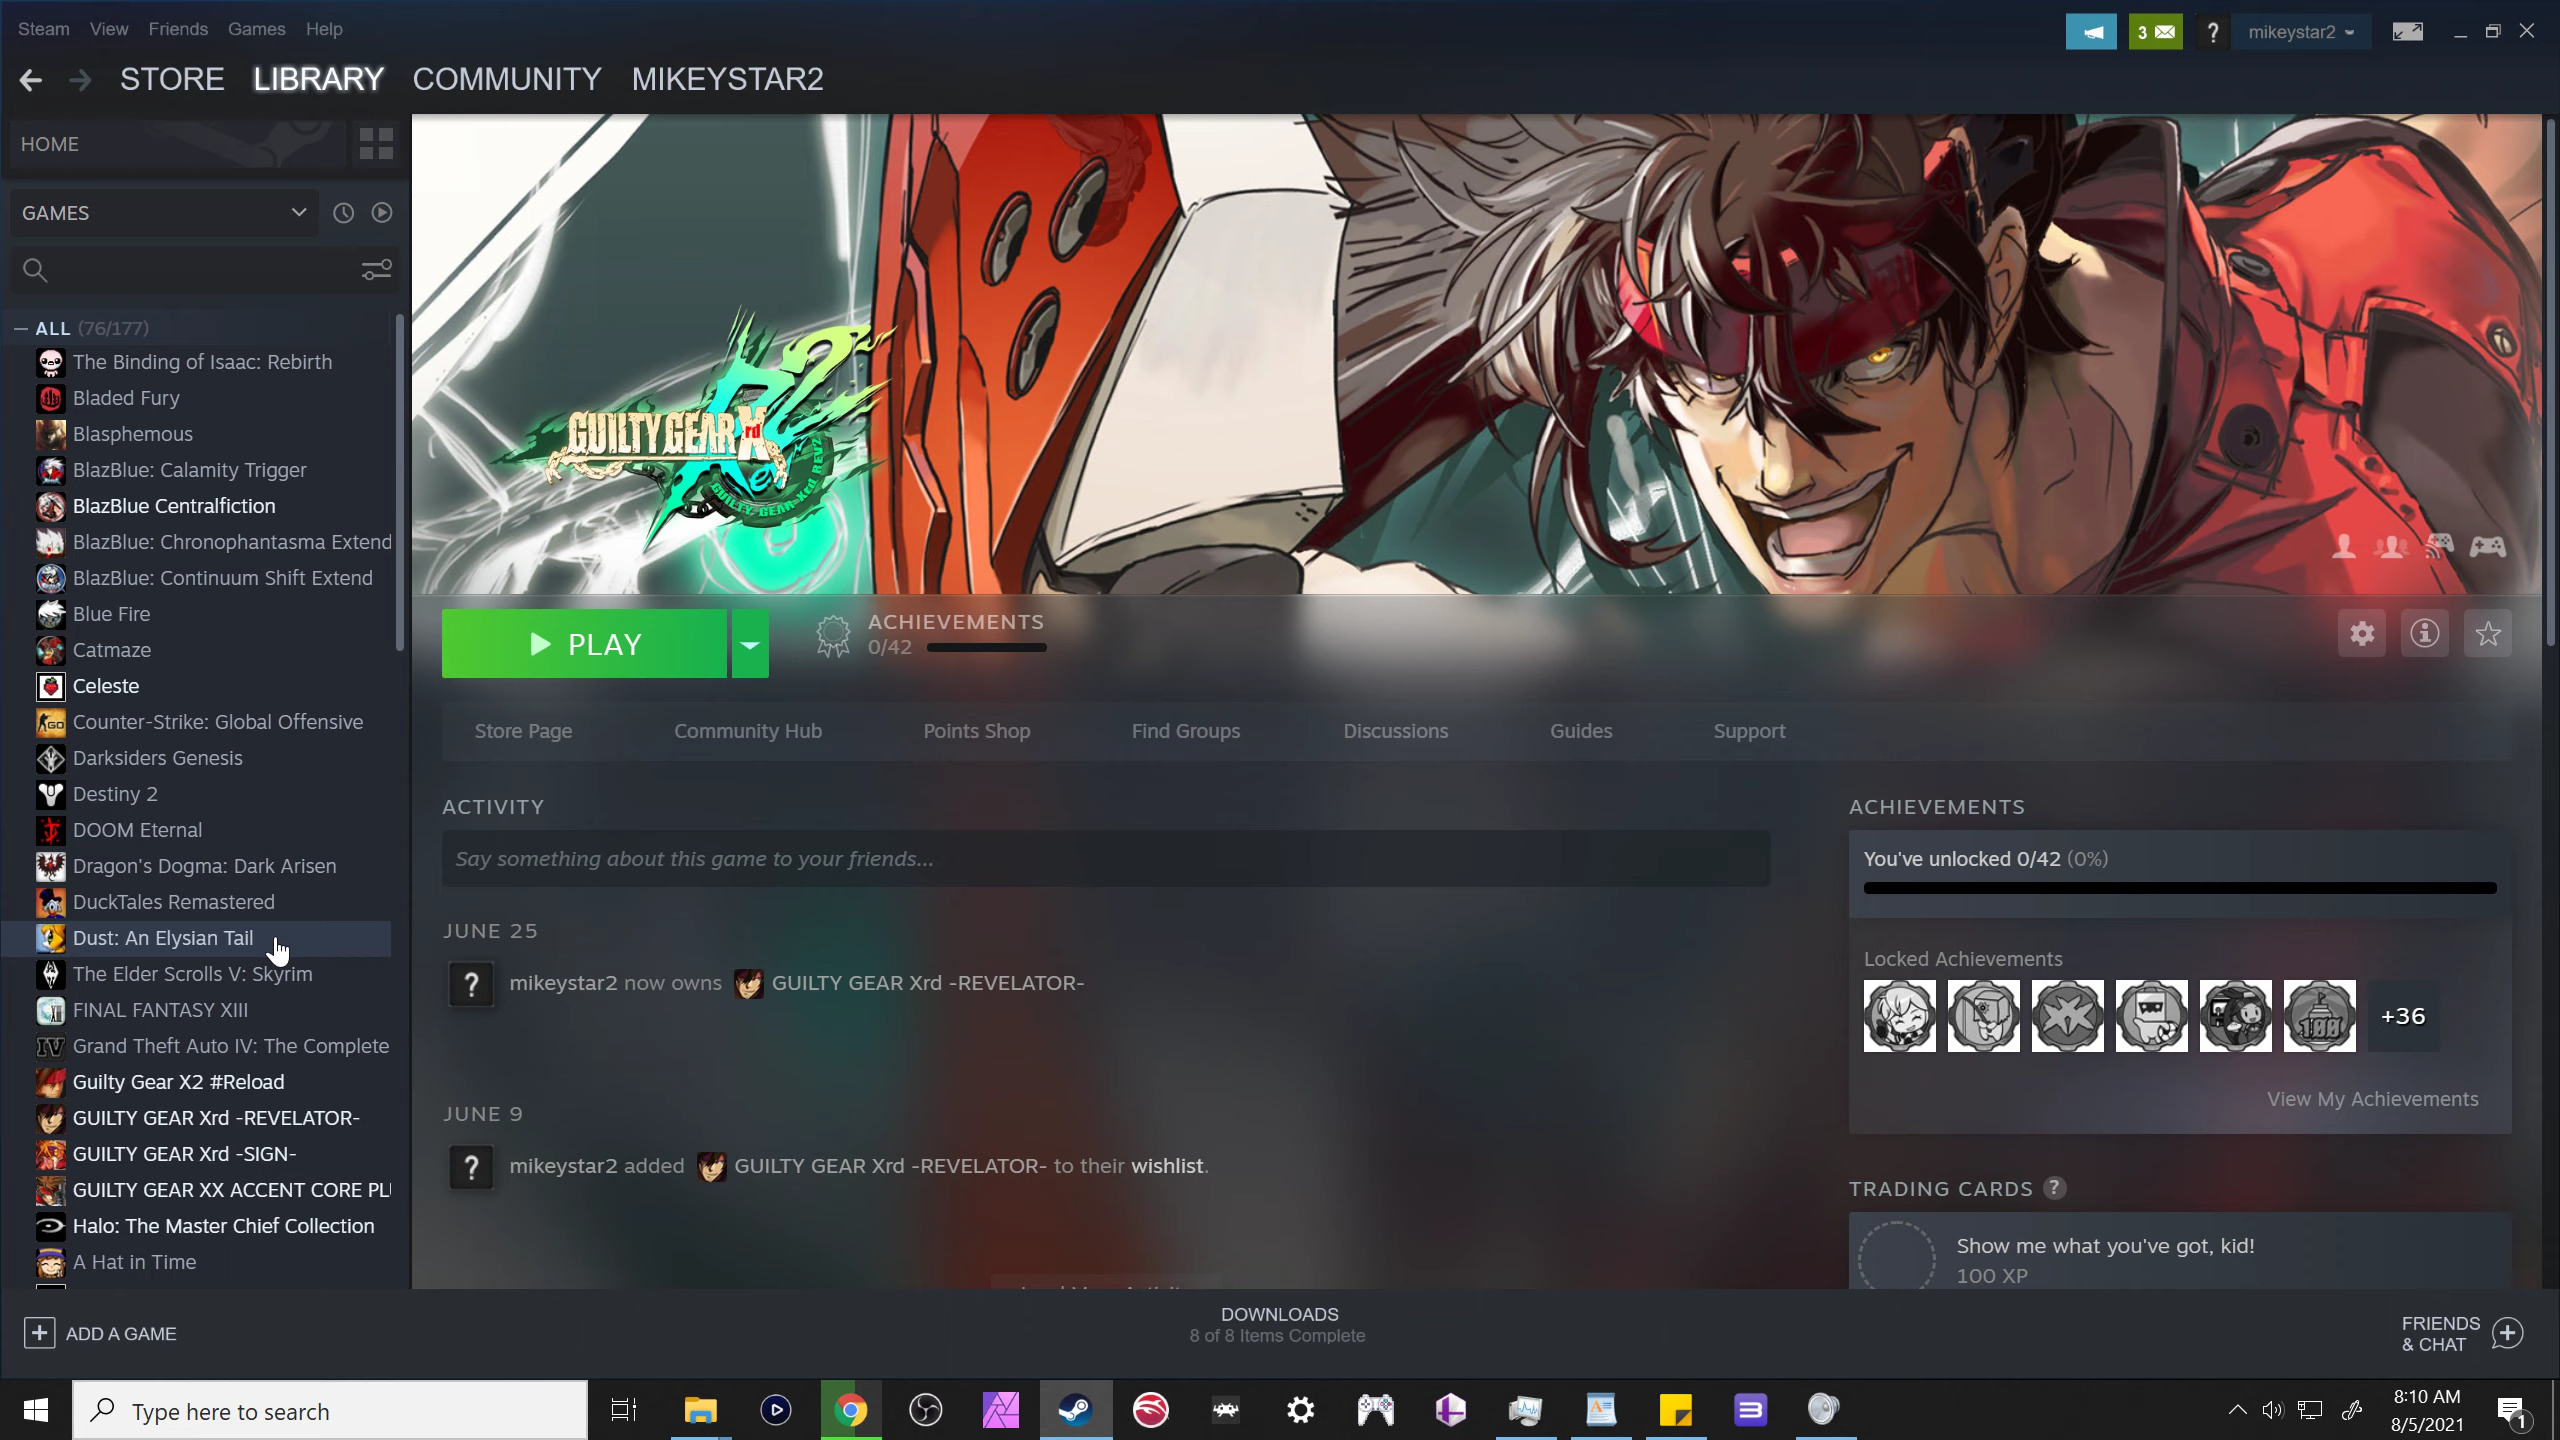 Steam View Friends Games Help
3
?
mikeystar2
STORE LIBRARY COMMUNITY MIKEYSTAR2
HOME
GAMES
— ALL (76/177)
The Binding of Isaac: Rebirth
Bladed Fury
Blasphemous
BlazBlue: Calamity Trigger
BlazBlue Centralfiction
BlazBlue: Chronophantasma Extend
BlazBlue: Continuum Shift Extend
Blue Fire
Catmaze
Celeste
Counter-Strike: Global Offensive
Darksiders Genesis
Destiny 2
DOOM Eternal
Dragon's Dogma: Dark Arisen
DuckTales Remastered
Dust: An Elysian Tail
The Elder Scrolls V: Skyrim
FINAL FANTASY XIII
Grand Theft Auto IV: The Complete
Guilty Gear X2 #Reload
GUILTY GEAR Xrd -REVELATOR-
GUILTY GEAR Xrd -SIGN-
GUILTY GEAR XX ACCENT CORE PL
Halo: The Master Chief Collection
A Hat in Time
GUILTY GEAR Xrd
GUILTY GEAR Xrd REV2
PLAY
ACHIEVEMENTS
0/42
Store Page Community Hub Points Shop Find Groups Discussions Guides Support
ACTIVITY
Say something about this game to your friends...
JUNE 25
? mikeystar2 now owns GUILTY GEAR Xrd -REVELATOR-
JUNE 9
? mikeystar2 added GUILTY GEAR Xrd -REVELATOR- to their wishlist.
ACHIEVEMENTS
You've unlocked 0/42 (0%)
Locked Achievements
100
+36
View My Achievements
TRADING CARDS ?
Show me what you've got, kid!
100 XP
+ ADD A GAME
DOWNLOADS
8 of 8 Items Complete
FRIENDS
& CHAT
Type here to search
8:10 AM
8/5/2021
1